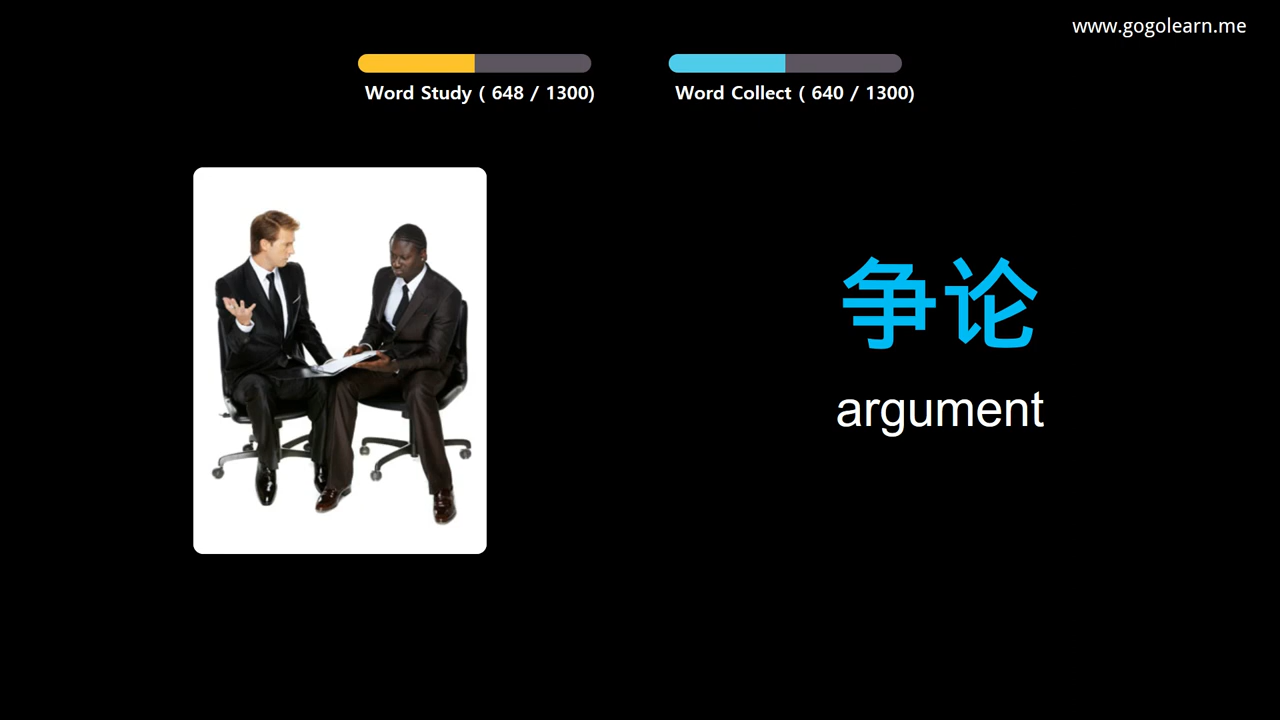 www.gogolearn.me
Word Study ( 648 / 1300)
Word Collect ( 640 / 1300)
争论
argument